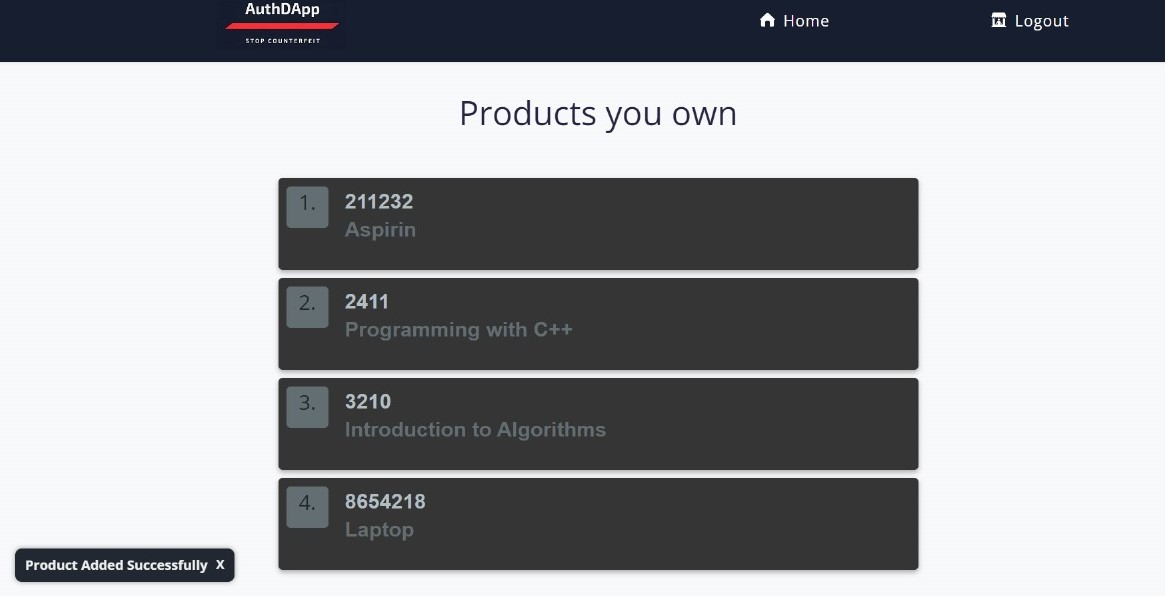 AuthDApp
STOP COUNTERFEIT
Home
Logout
Products you own
1.
211232
Aspirin
2.
2411
Programming with C++
3.
3210
Introduction to Algorithms
4.
8654218
Laptop
Product Added Successfully X